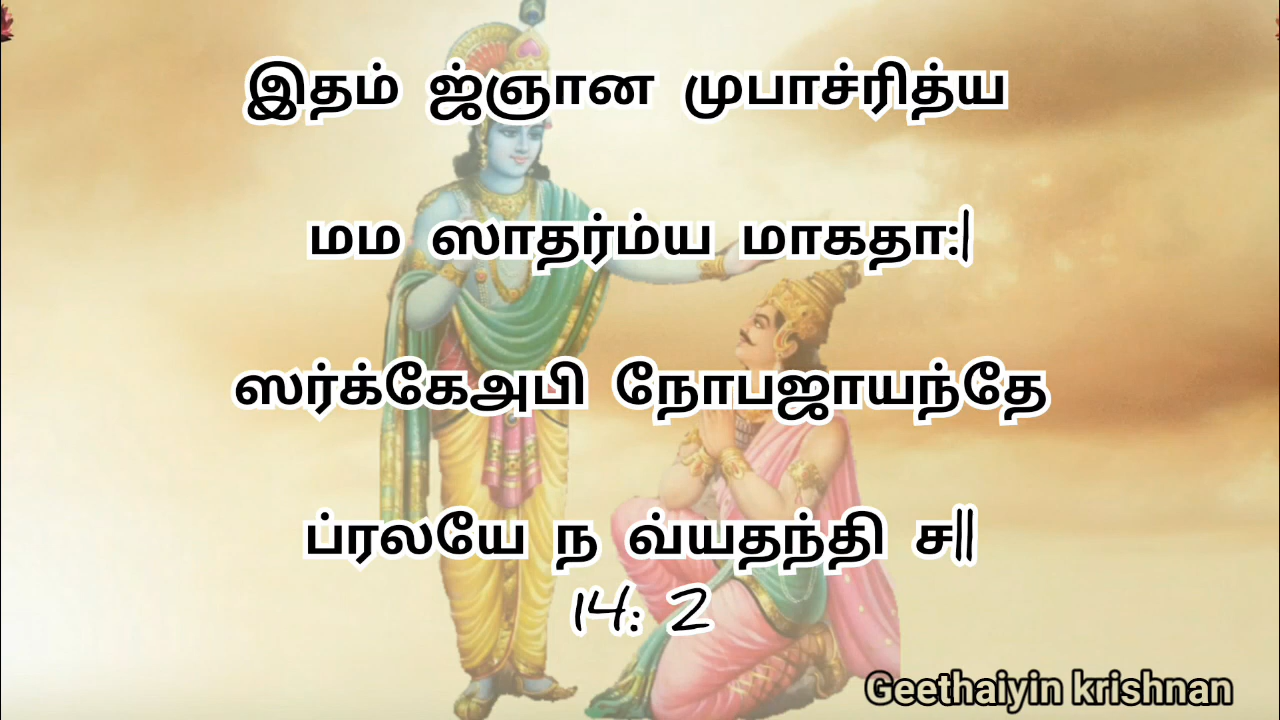 இதம் ஜ்ஞான முபாச்ரித்ய
மம ஸாதர்ம்ய மாகதா:|
ஸர்க்கேஅபி நோபஜாயந்தே
ப்ரலயே ந வ்யதந்தி ச||
14: 2
Geethaiyin krishnan